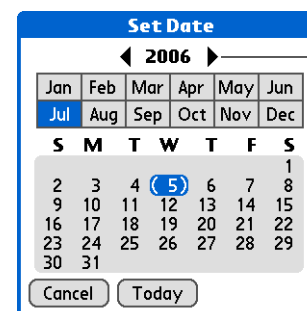 Set Date
2006
Jan Feb Mar Apr May Jun
Jul Aug Sep Oct Nov Dec
S M T W T F S
1
2 3 4 (5) 6 7 8
9 10 11 12 13 14 15
16 17 18 19 20 21 22
23 24 25 26 27 28 29
30 31
Cancel Today